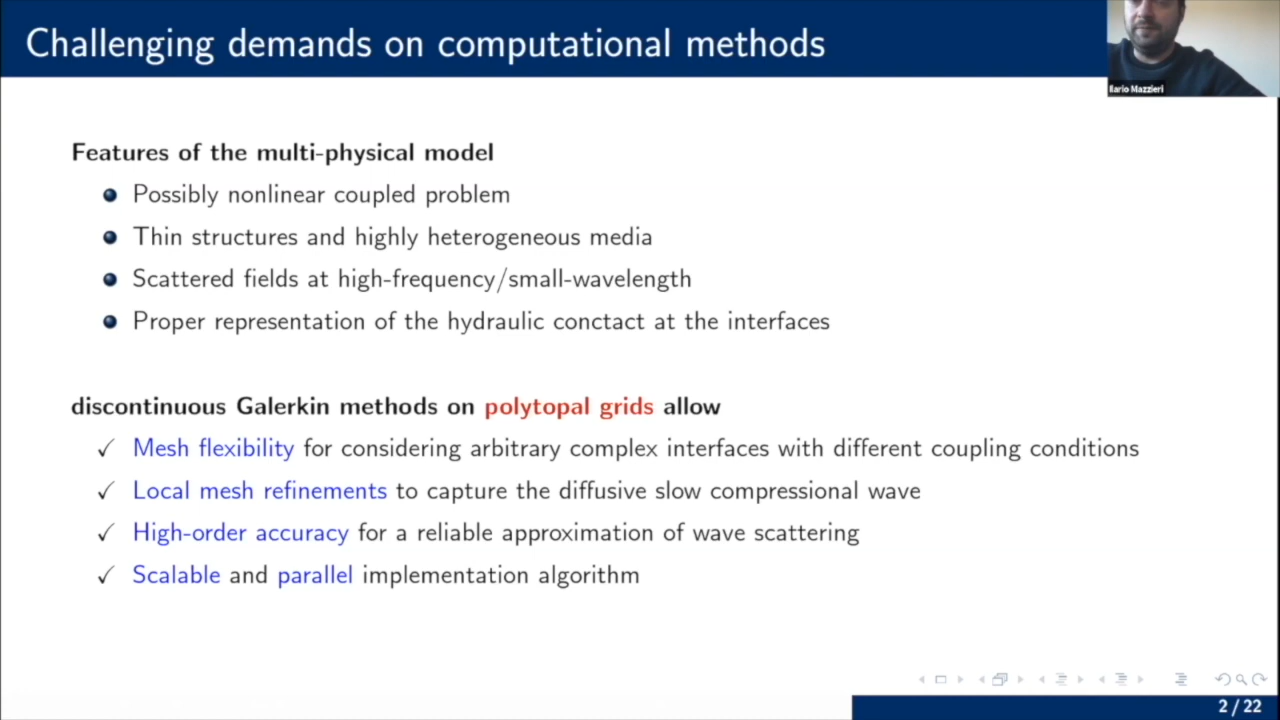 Challenging demands on computational methods
Ilario Mazzieri
Features of the multi-physical model
Possibly nonlinear coupled problem
Thin structures and highly heterogeneous media
Scattered fields at high-frequency/small-wavelength
Proper representation of the hydraulic conctact at the interfaces
discontinuous Galerkin methods on polytopal grids allow
✓ Mesh flexibility for considering arbitrary complex interfaces with different coupling conditions
✓ Local mesh refinements to capture the diffusive slow compressional wave
✓ High-order accuracy for a reliable approximation of wave scattering
✓ Scalable and parallel implementation algorithm
2 / 22